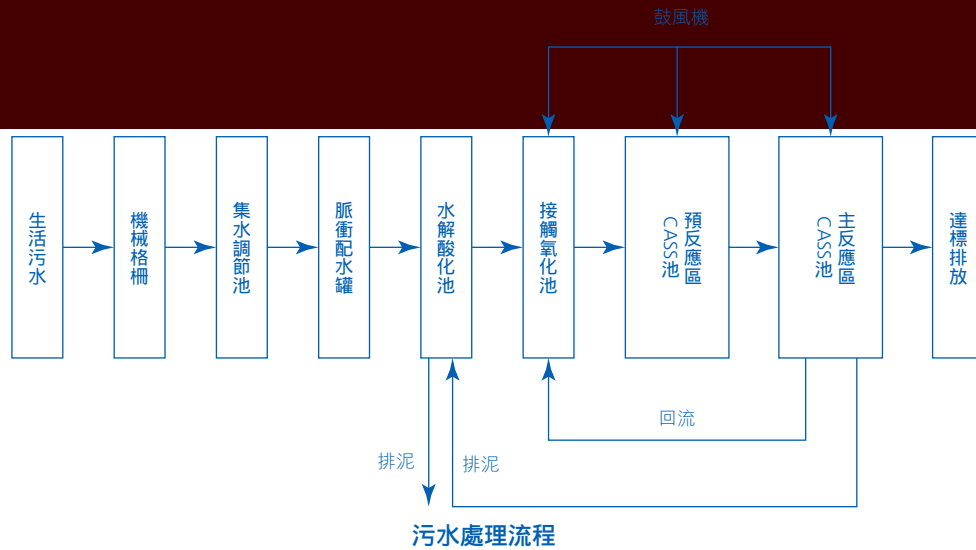 鼓風機
生活污水
機械格柵
集水調節池
脈衝配水罐
水解酸化池
接觸氧化池
預反應區
CASS池
主反應區
CASS池
達標排放
回流
排泥
排泥
污水處理流程